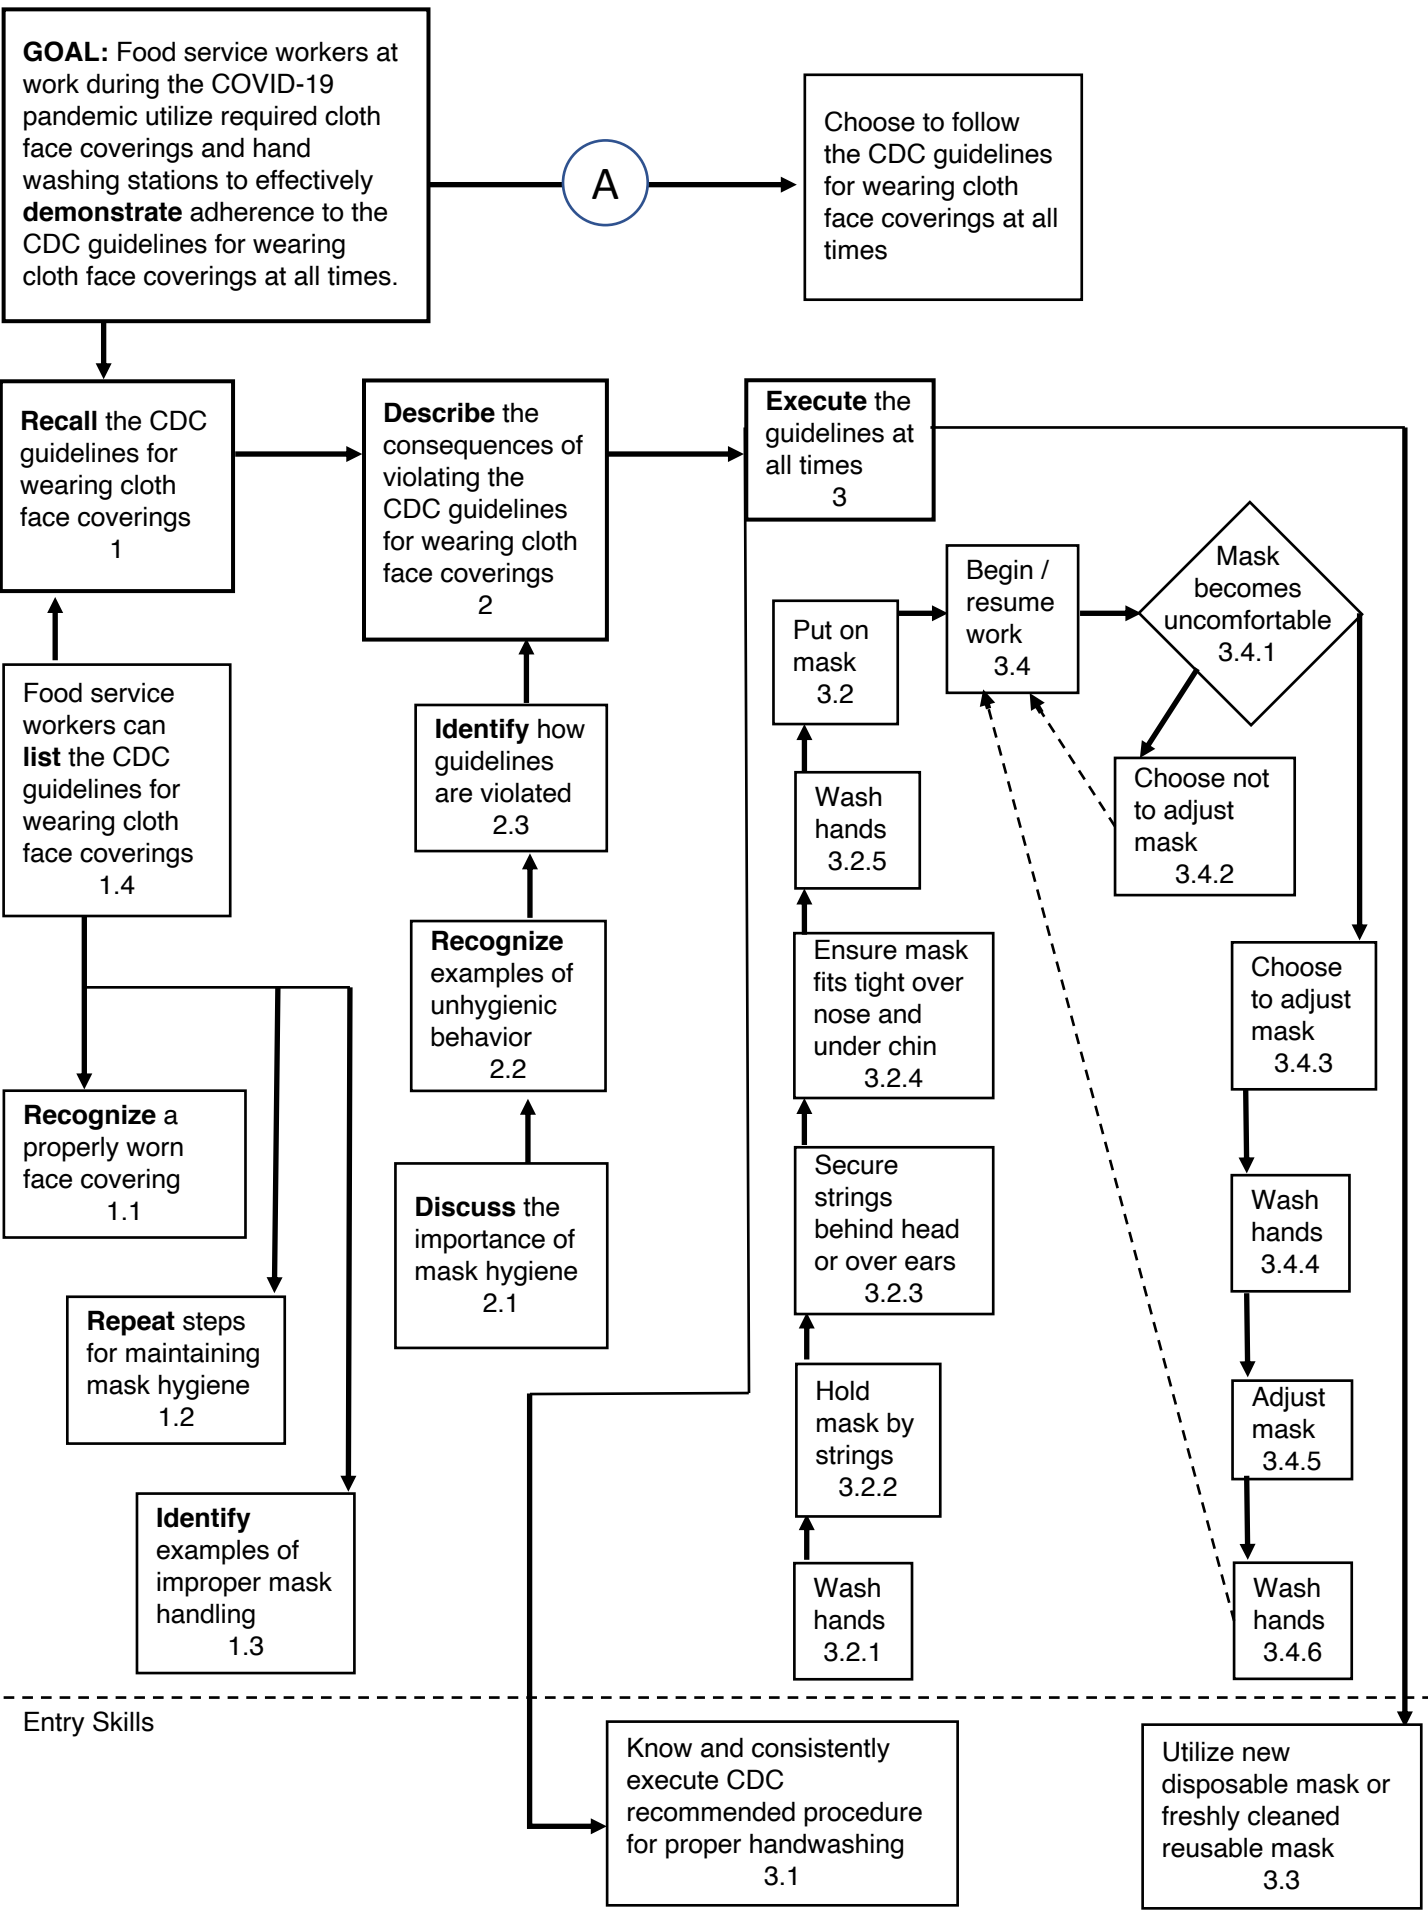 GOAL: Food service workers at
work during the COVID-19
pandemic utilize required cloth
face coverings and hand
washing stations to effectively
demonstrate adherence to the
CDC guidelines for wearing
cloth face coverings at all times.
A
Choose to follow
the CDC guidelines
for wearing cloth
face coverings at all
times
Recall the CDC
guidelines for
wearing cloth
face coverings
1
Describe the
consequences of
violating the
CDC guidelines
for wearing cloth
face coverings
2
Execute the
guidelines at
all times
3
Food service
workers can
list the CDC
guidelines for
wearing cloth
face coverings
1.4
Recognize a
properly worn
face covering
1.1
Repeat steps
for maintaining
mask hygiene
1.2
Identify
examples of
improper mask
handling
1.3
Identify how
guidelines
are violated
2.3
Recognize
examples of
unhygienic
behavior
2.2
Discuss the
importance of
mask hygiene
2.1
Put on
mask
3.2
Wash
hands
3.2.5
Ensure mask
fits tight over
nose and
under chin
3.2.4
Secure
strings
behind head
or over ears
3.2.3
Hold
mask by
strings
3.2.2
Wash
hands
3.2.1
Begin /
resume
work
3.4
Mask
becomes
uncomfortable
3.4.1
Choose not
to adjust
mask
3.4.2
Choose
to adjust
mask
3.4.3
Wash
hands
3.4.4
Adjust
mask
3.4.5
Wash
hands
3.4.6
Entry Skills
Know and consistently
execute CDC
recommended procedure
for proper handwashing
3.1
Utilize new
disposable mask or
freshly cleaned
reusable mask
3.3